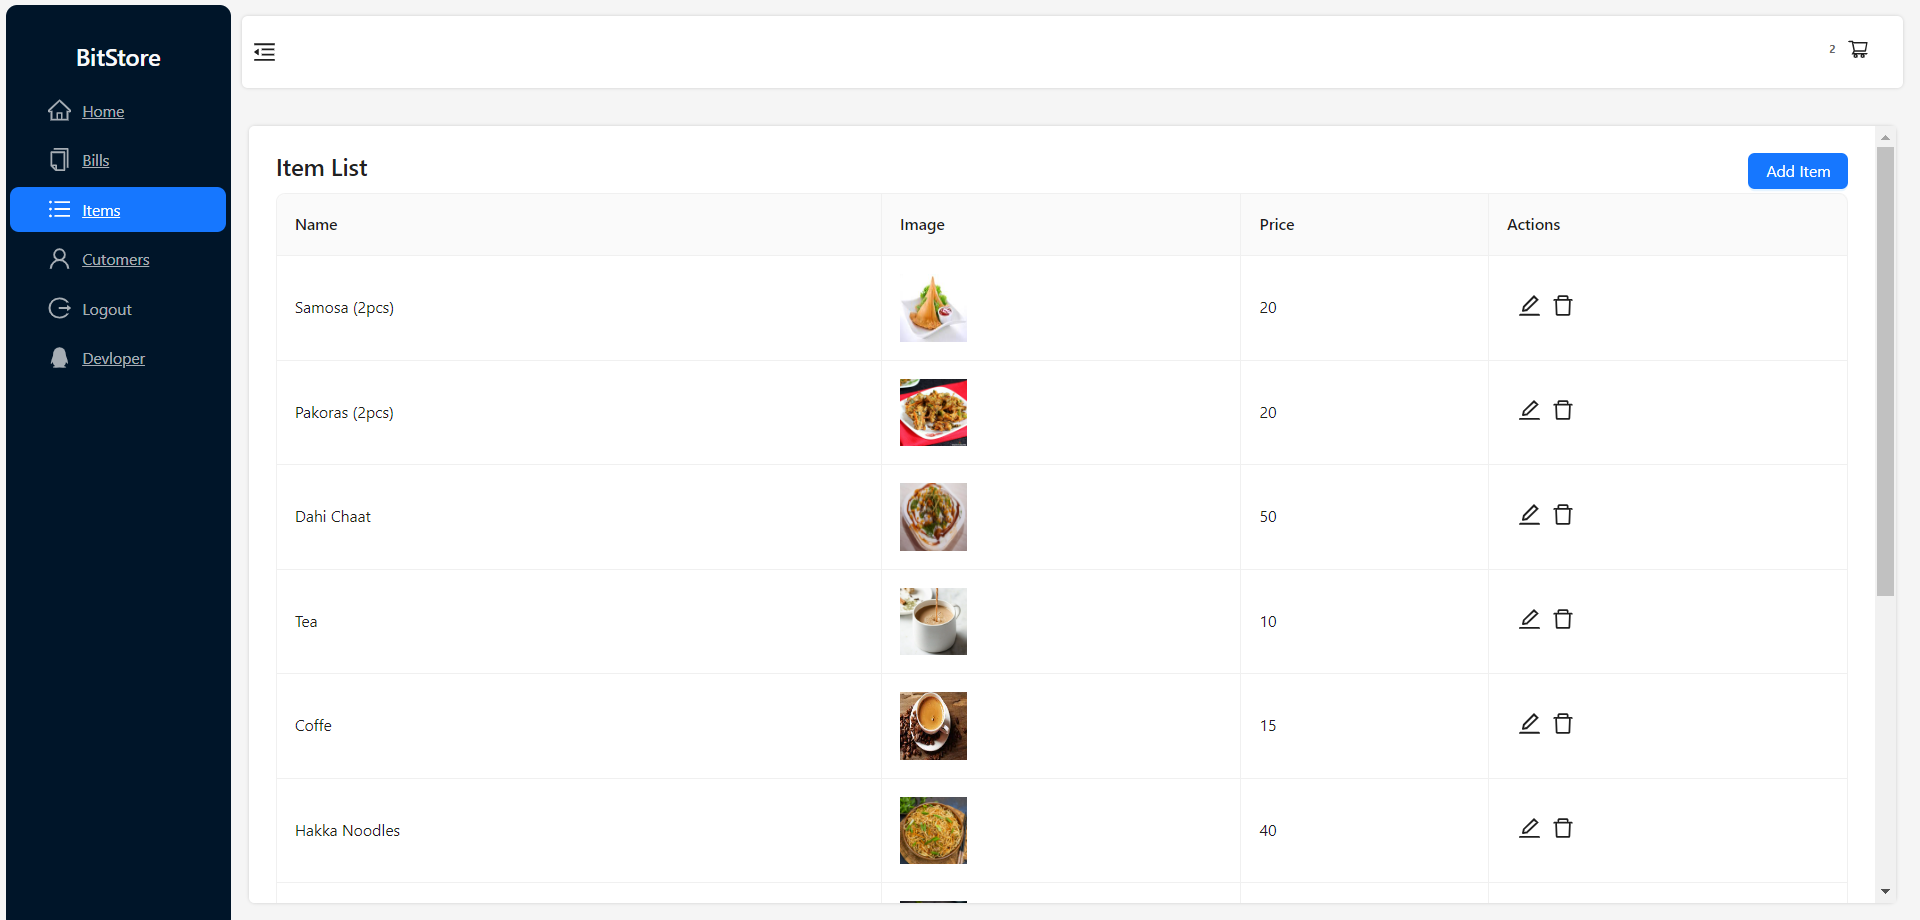 BitStore
Home
Bills
Items
Cutomers
Logout
Devloper
2
Item List
Add Item
Name Image Price Actions
Samosa (2pcs) 20
Pakoras (2pcs) 20
Dahi Chaat 50
Tea 10
Coffe 15
Hakka Noodles 40